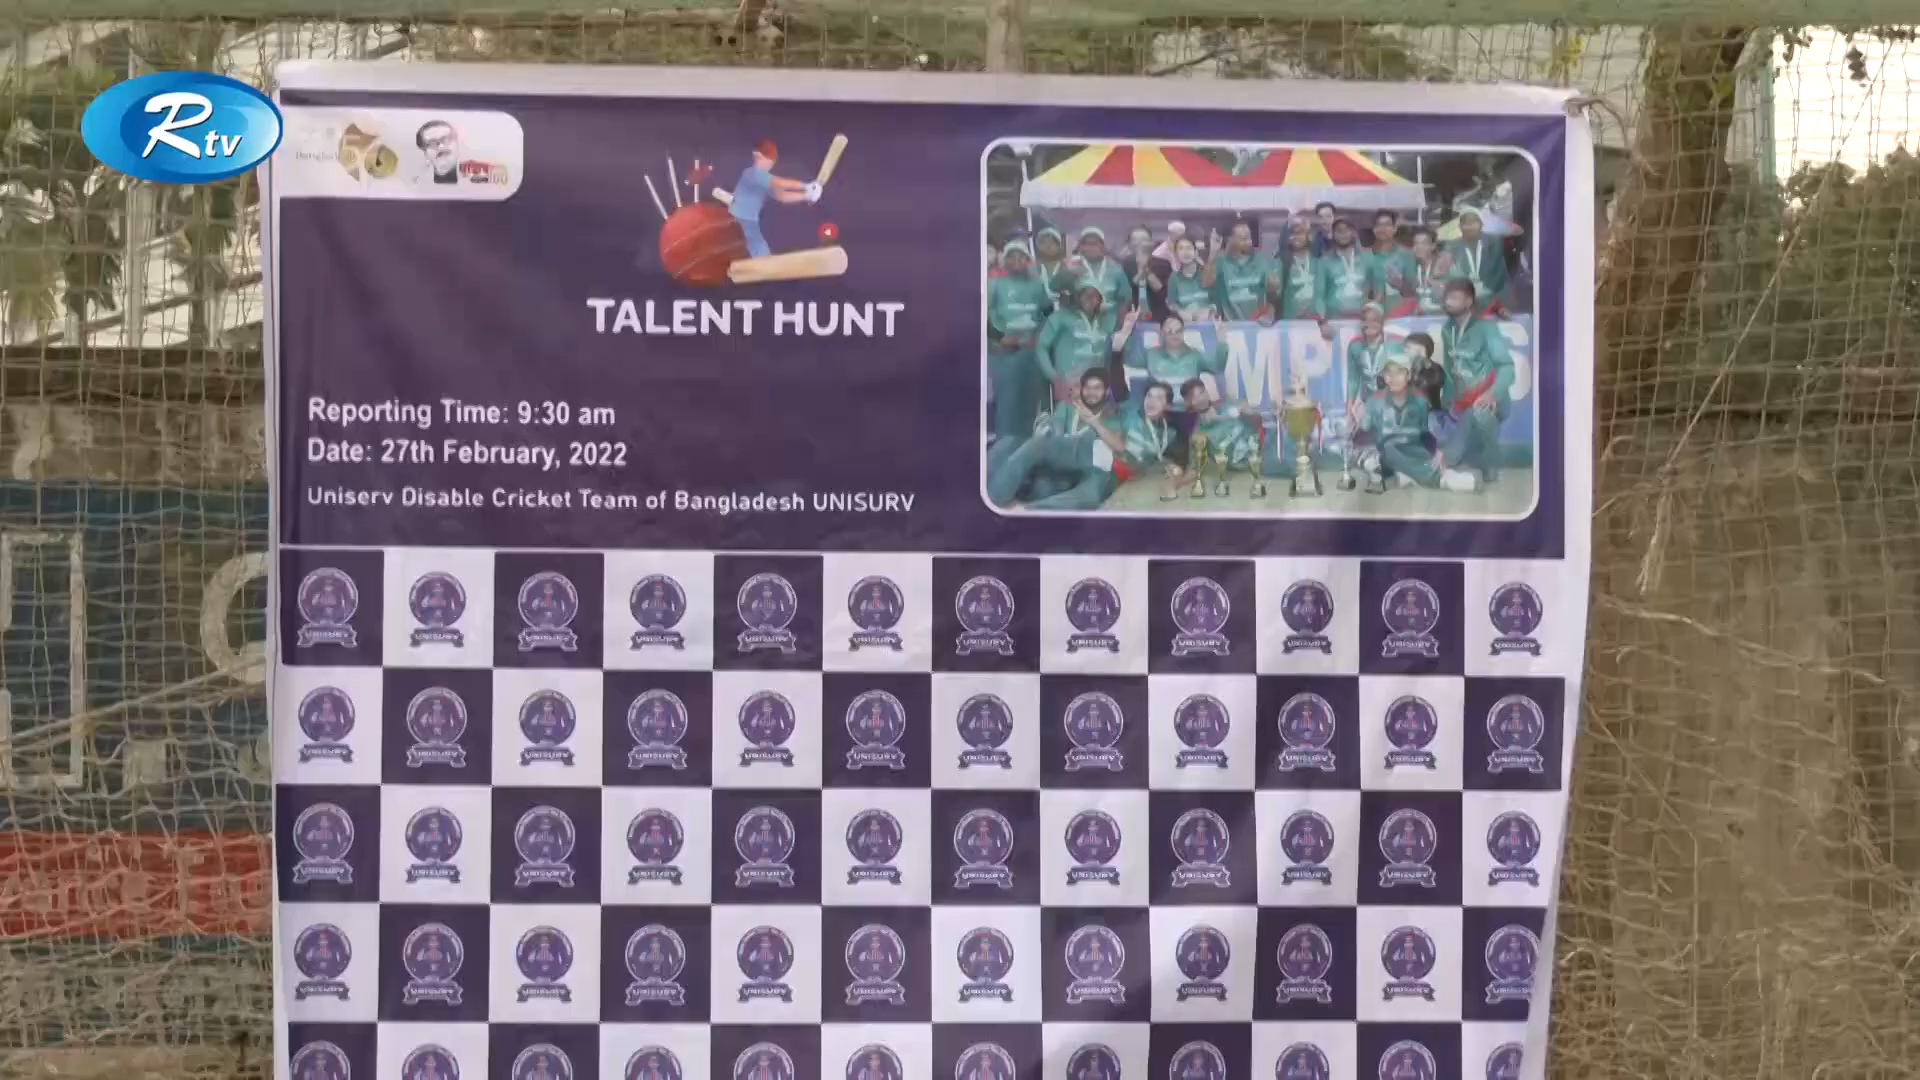 Rtv
TALENT HUNT
Reporting Time: 9:30 am
Date: 27th February, 2022
Uniserv Disable Cricket Team of Bangladesh UNISURV
UNISURV